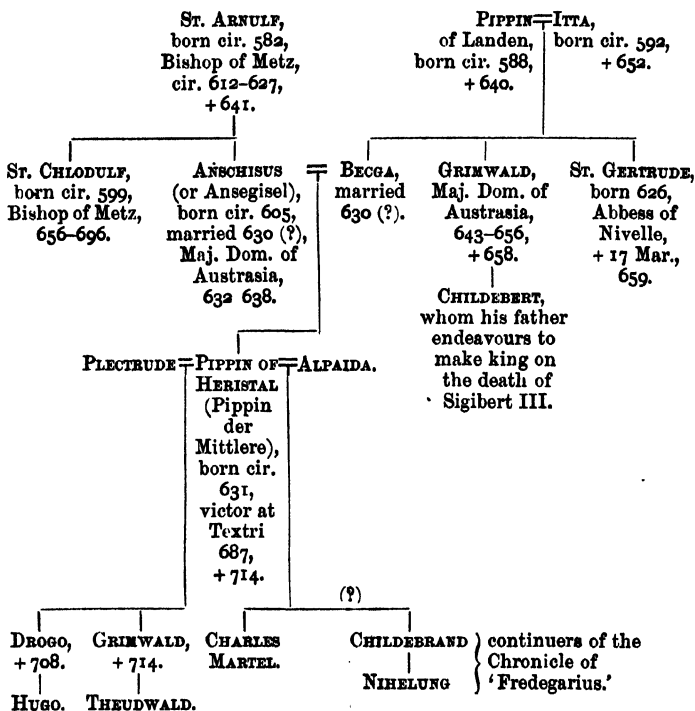 ST. ARNULF,
born cir. 582,
Bishop of Metz,
cir. 612–627,
+ 641.
PIPPIN = ITTA,
of Landen,
born cir. 588,
+ 640.
born cir. 592,
+ 652.
ST. CHLODULF,
born cir. 599,
Bishop of Metz,
656–696.
ANSCHISUS
(or Ansegisel),
born cir. 605,
married 630 (?),
Maj. Dom. of
Austrasia,
632 638.
= BECGA,
married
630 (?).
GRIMWALD,
Maj. Dom. of
Austrasia,
643–656,
+ 658.
ST. GERTRUDE,
born 626,
Abbess of
Nivelle,
+ 17 Mar.,
659.
CHILDEBERT,
whom his father
endeavours to
make king on
the death of
Sigibert III.
PLECTRUDE = PIPPIN OF = ALPAIDA.
HERISTAL
(Pippin
der
Mittlere),
born cir.
631,
victor at
Textri
687,
+ 714.
(?)
DROGO,
+ 708.
HUGO.
GRIMWALD,
+ 714.
THEUDWALD.
CHARLES
MARTEL.
CHILDEBRAND
NIHELUNG
continuers of the
Chronicle of
'Fredegarius.'